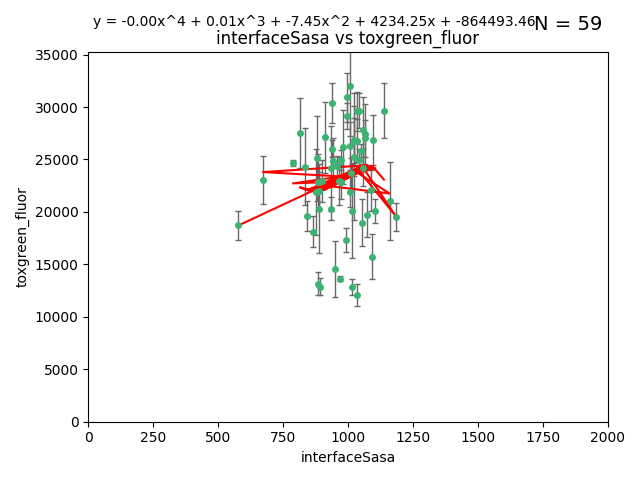 y = -0.00x^4 + 0.01x^3 + -7.45x^2 + 4234.25x + -864493.46
N = 59
interfaceSasa vs toxgreen_fluor
35000
30000
25000
20000
15000
10000
5000
0
toxgreen_fluor
0 250 500 750 1000 1250 1500 1750 2000
interfaceSasa